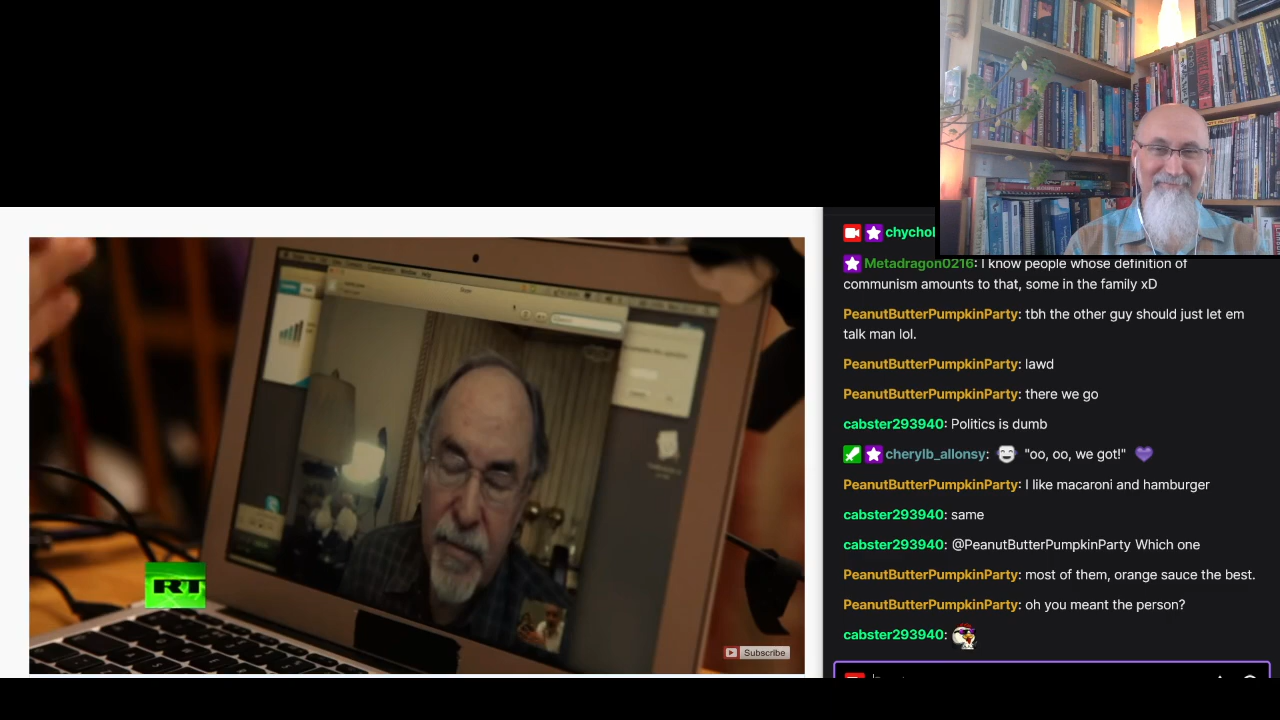 chychol
Metadragon0216: I know people whose definition of
communism amounts to that, some in the family xD
PeanutButterPumpkinParty: tbh the other guy should just let em
talk man lol.
PeanutButterPumpkinParty: lawd
PeanutButterPumpkinParty: there we go
cabster293940: Politics is dumb
cherylb_allonsy: "oo, oo, we got!"
PeanutButterPumpkinParty: I like macaroni and hamburger
cabster293940: same
cabster293940: @PeanutButterPumpkinParty Which one
PeanutButterPumpkinParty: most of them, orange sauce the best.
PeanutButterPumpkinParty: oh you meant the person?
cabster293940:
RT
Subscribe